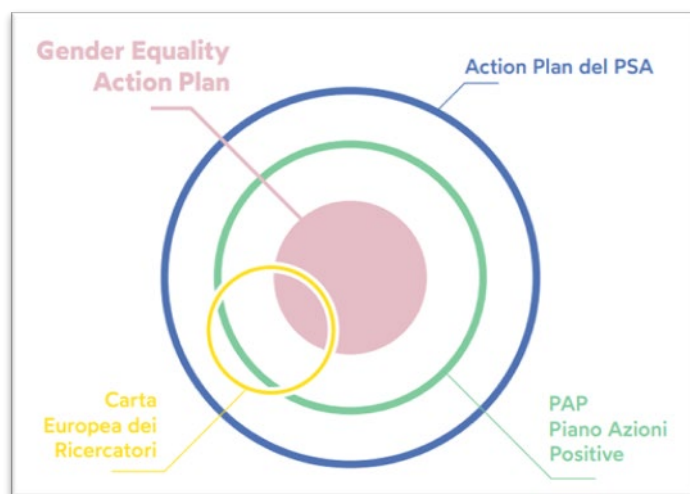 Gender Equality
Action Plan
Action Plan del PSA
Carta
Europea dei
Ricercatori
PAP
Piano Azioni
Positive